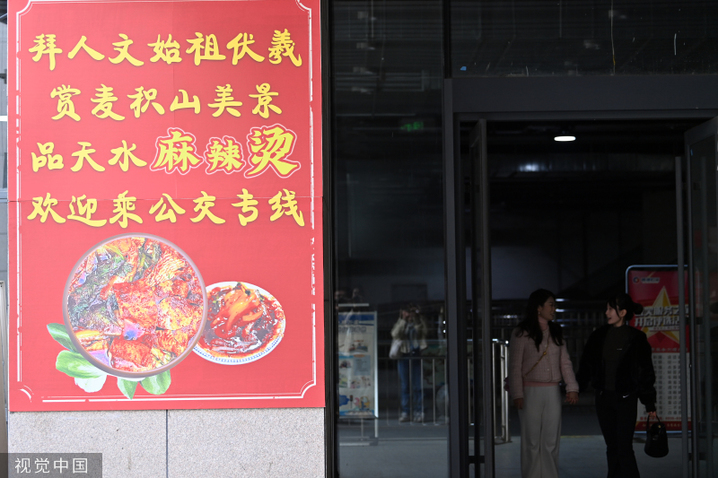 拜人文始祖伏羲
赏麦积山美景
品天水麻辣烫
欢迎乘公交专线
视觉中国